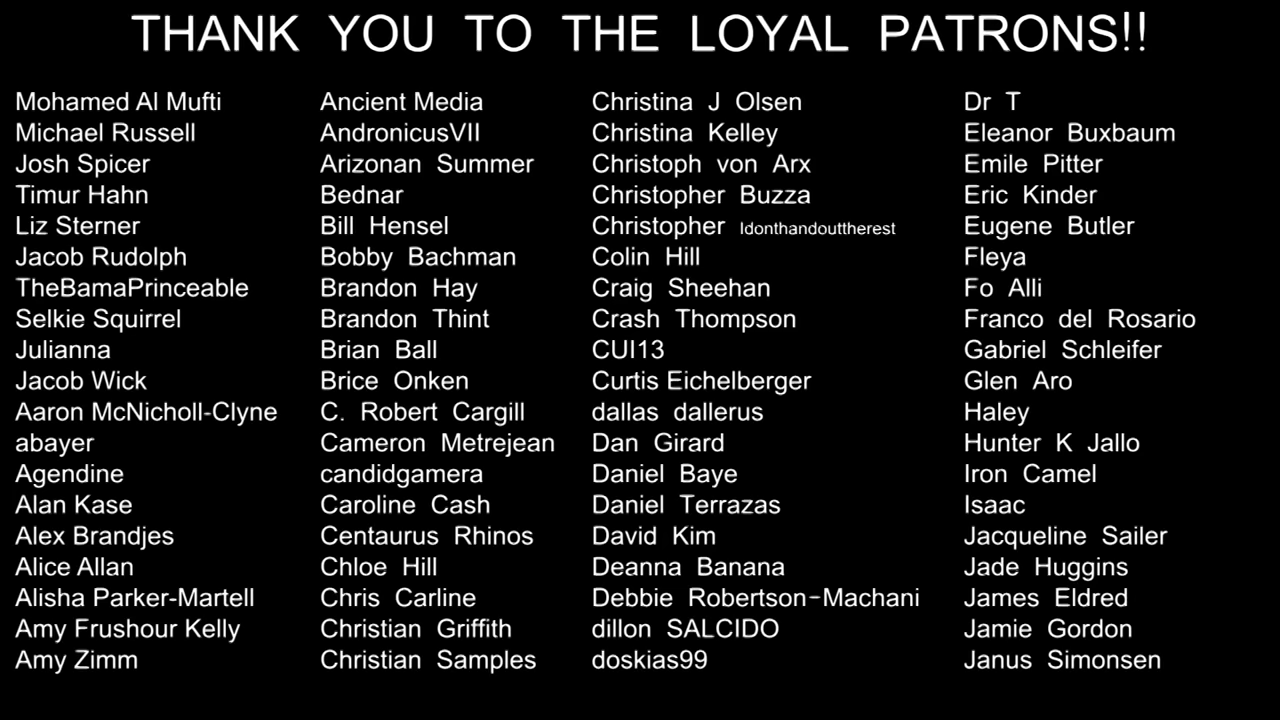 THANK YOU TO THE LOYAL PATRONS!!
Mohamed Al Mufti
Michael Russell
Josh Spicer
Timur Hahn
Liz Sterner
Jacob Rudolph
TheBamaPrinceable
Selkie Squirrel
Julianna
Jacob Wick
Aaron McNicholl-Clyne
abayer
Agendine
Alan Kase
Alex Brandjes
Alice Allan
Alisha Parker-Martell
Amy Frushour Kelly
Amy Zimm
Ancient Media
AndronicusVII
Arizonan Summer
Bednar
Bill Hensel
Bobby Bachman
Brandon Hay
Brandon Thint
Brian Ball
Brice Onken
C. Robert Cargill
Cameron Metrejean
candidgamera
Caroline Cash
Centaurus Rhinos
Chloe Hill
Chris Carline
Christian Griffith
Christian Samples
Christina J Olsen
Christina Kelley
Christoph von Arx
Christopher Buzza
Christopher Idonthandouttherest
Colin Hill
Craig Sheehan
Crash Thompson
CUI13
Curtis Eichelberger
dallas dallerus
Dan Girard
Daniel Baye
Daniel Terrazas
David Kim
Deanna Banana
Debbie Robertson-Machani
dillon SALCIDO
doskias99
Dr T
Eleanor Buxbaum
Emile Pitter
Eric Kinder
Eugene Butler
Fleya
Fo Alli
Franco del Rosario
Gabriel Schleifer
Glen Aro
Haley
Hunter K Jallo
Iron Camel
Isaac
Jacqueline Sailer
Jade Huggins
James Eldred
Jamie Gordon
Janus Simonsen